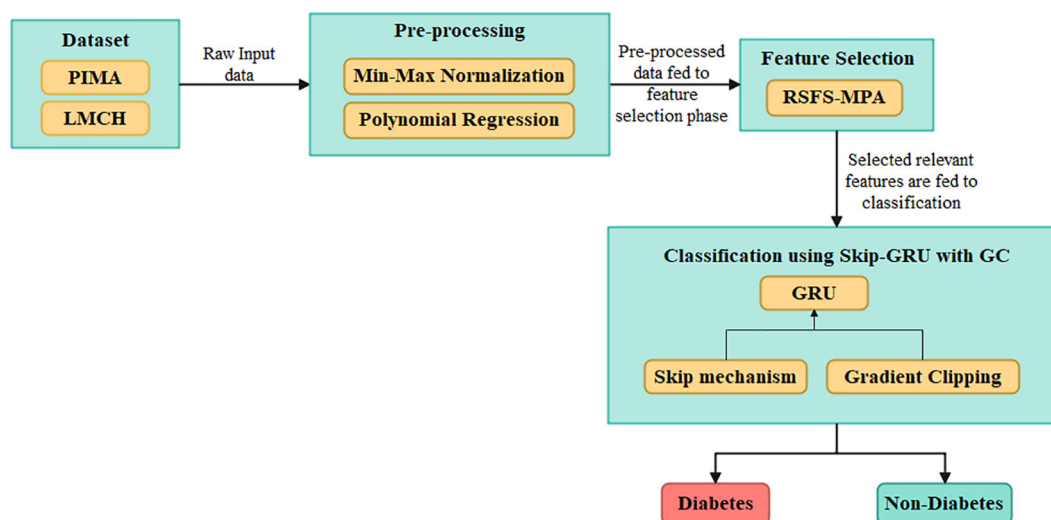 Dataset
PIMA
LMCH
Raw Input
data
Pre-processing
Min-Max Normalization
Polynomial Regression
Pre-processed
data fed to
feature
selection phase
Feature Selection
RSFS-MPA
Selected relevant
features are fed to
classification
Classification using Skip-GRU with GC
GRU
Skip mechanism
Gradient Clipping
Diabetes
Non-Diabetes